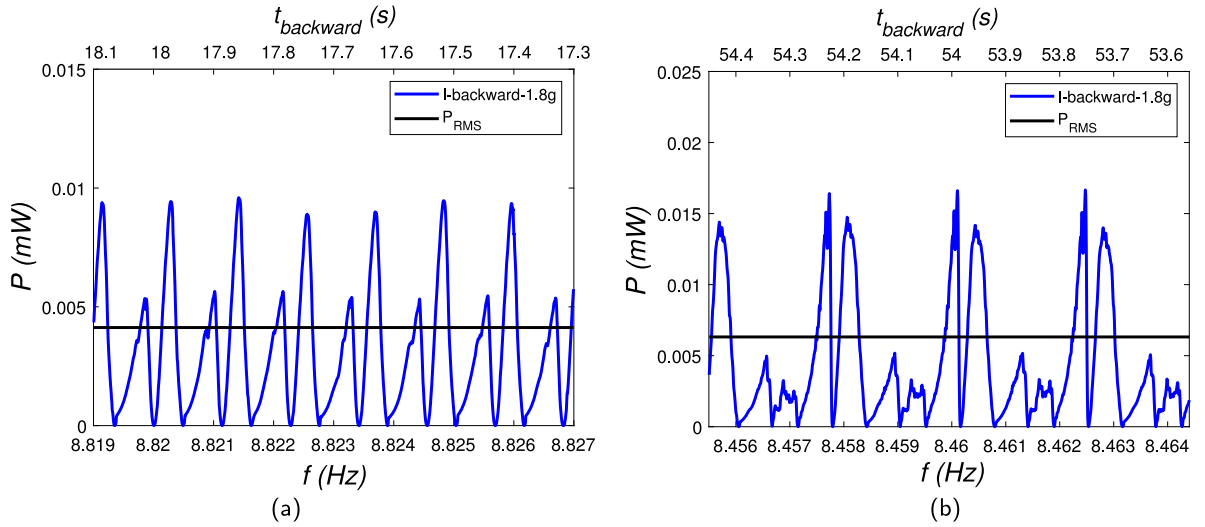 t_backward (s)
18.1 18 17.9 17.8 17.7 17.6 17.5 17.4 17.3
0.015
0.01
0.005
0
P (mW)
I-backward-1.8g
P_RMS
8.819 8.82 8.821 8.822 8.823 8.824 8.825 8.826 8.827
f (Hz)
(a)
t_backward (s)
54.4 54.3 54.2 54.1 54 53.9 53.8 53.7 53.6
0.025
0.02
0.015
0.01
0.005
0
P (mW)
I-backward-1.8g
P_RMS
8.456 8.457 8.458 8.459 8.46 8.461 8.462 8.463 8.464
f (Hz)
(b)